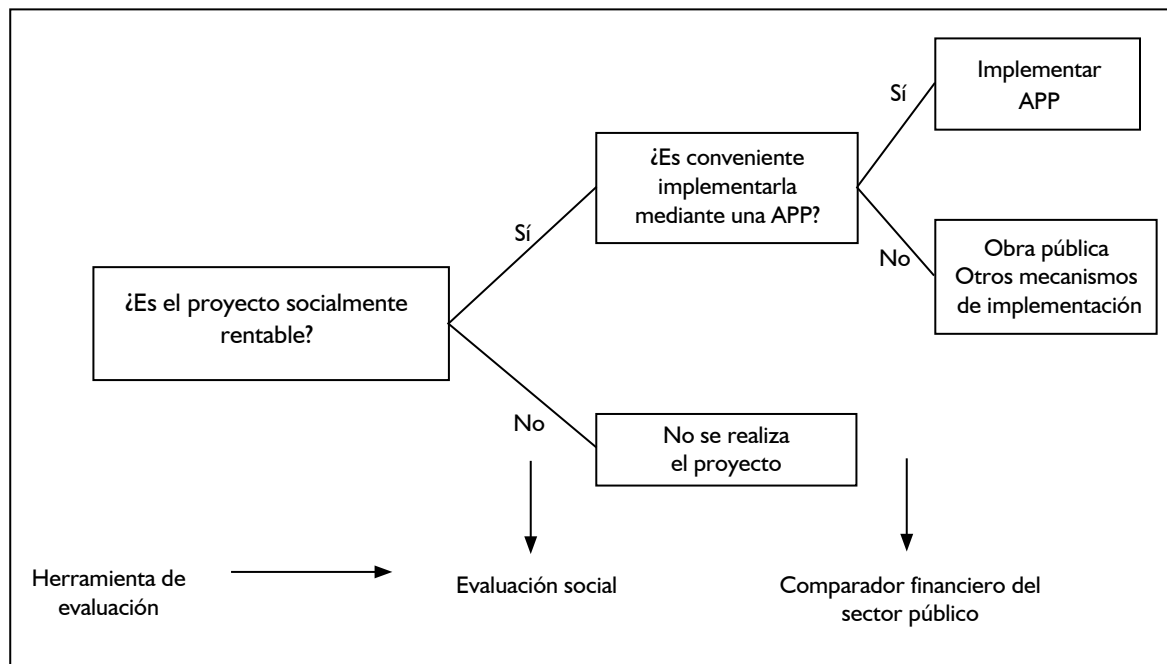 Implementar
APP
Sí
¿Es conveniente
implementarla
mediante una APP?
Sí
No
Obra pública
Otros mecanismos
de implementación
¿Es el proyecto socialmente
rentable?
No
No se realiza
el proyecto
Herramienta de
evaluación
Evaluación social
Comparador financiero del
sector público